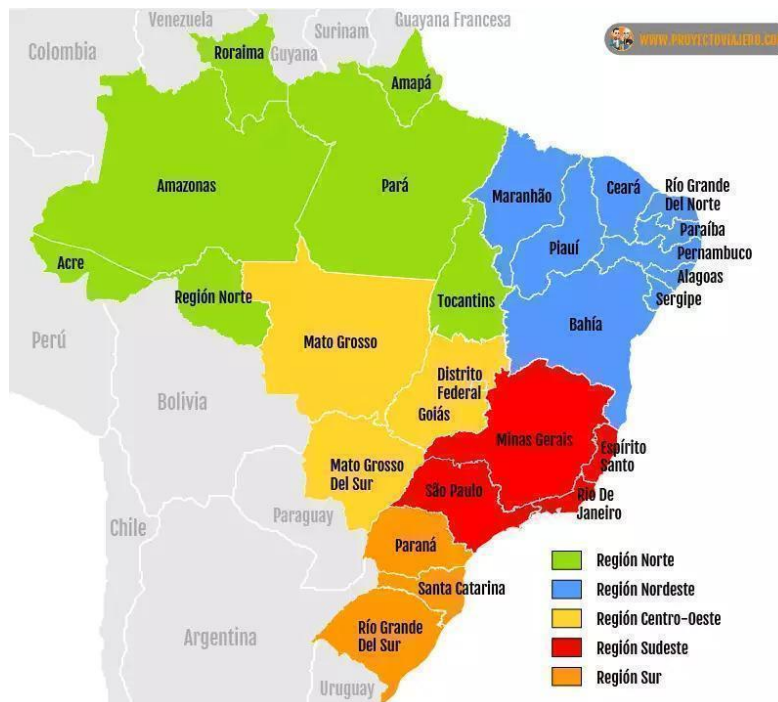 Venezuela
Surinam
Guayana Francesa
Colombia
Roraima
Guyana
WWW.PROYECTOVIAJERO.CO
Amapá
Amazonas
Pará
Maranhão
Ceará
Río Grande
Del Norte
Paraíba
Piauí
Pernambuco
Acre
Alagoas
Región Norte
Tocantins
Sergipe
Bahía
Perú
Mato Grosso
Distrito
Federal
Goiás
Bolivia
Minas Gerais
Espírito
Santo
Mato Grosso
Del Sur
São Paulo
Rio De
Janeiro
Paraguay
Chile
Paraná
Santa Catarina
Río Grande
Del Sur
Argentina
Uruguay
Región Norte
Región Nordeste
Región Centro-Oeste
Región Sudeste
Región Sur